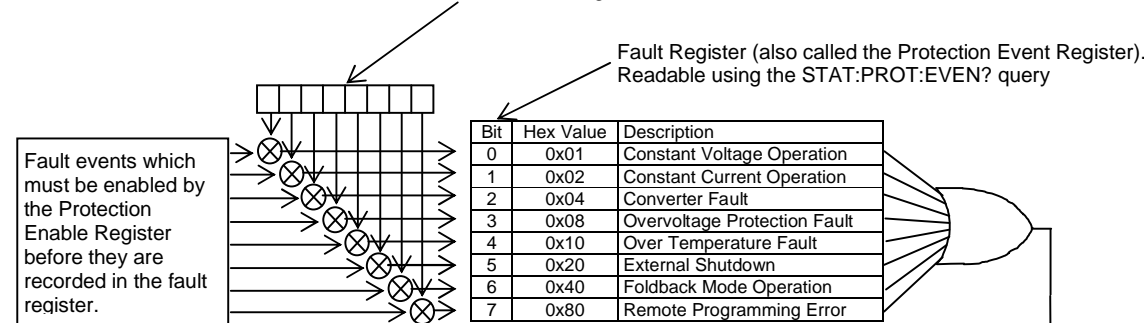 Fault Register (also called the Protection Event Register).
Readable using the STAT:PROT:EVEN? query
Fault events which
must be enabled by
the Protection
Enable Register
before they are
recorded in the fault
register.
Bit Hex Value Description
0 0x01 Constant Voltage Operation
1 0x02 Constant Current Operation
2 0x04 Converter Fault
3 0x08 Overvoltage Protection Fault
4 0x10 Over Temperature Fault
5 0x20 External Shutdown
6 0x40 Foldback Mode Operation
7 0x80 Remote Programming Error